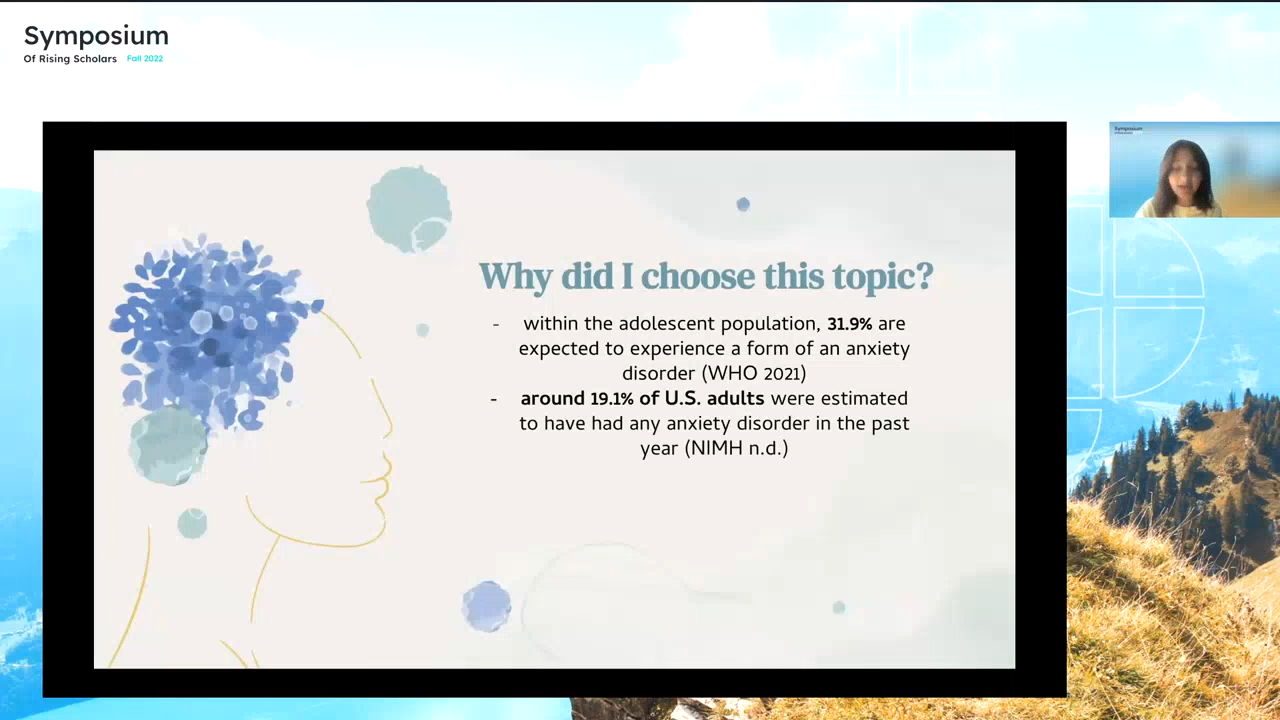 Symposium
Of Rising Scholars Fall 2022
Symposium
Why did I choose this topic?
- within the adolescent population, 31.9% are
expected to experience a form of an anxiety
disorder (WHO 2021)
- around 19.1% of U.S. adults were estimated
to have had any anxiety disorder in the past
year (NIMH n.d.)